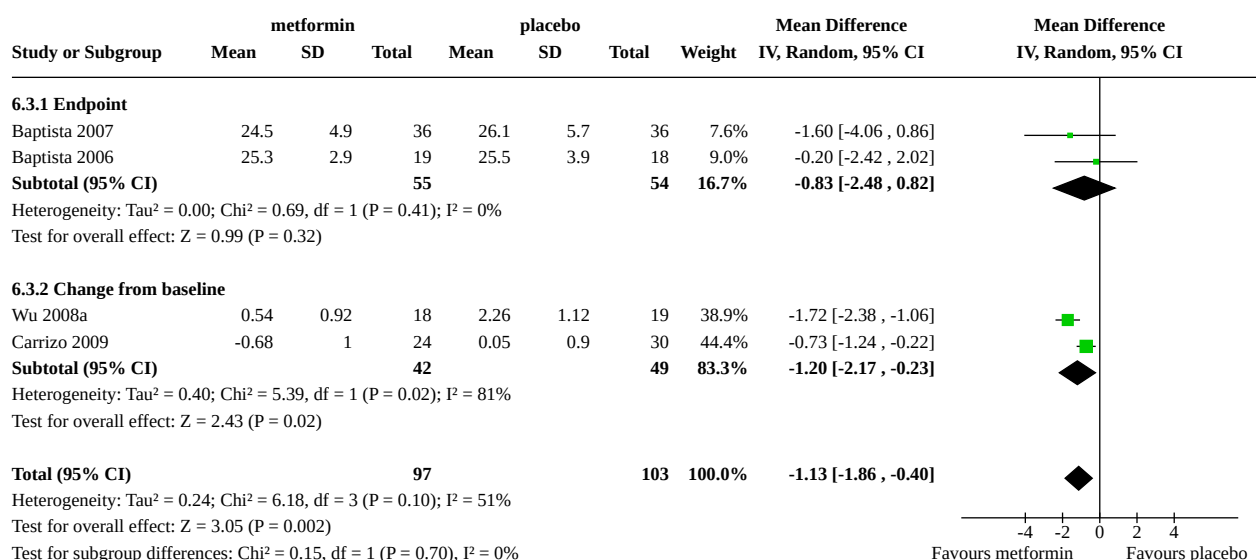 metformin placebo Mean Difference Mean Difference
Study or Subgroup Mean SD Total Mean SD Total Weight IV, Random, 95% CI IV, Random, 95% CI
6.3.1 Endpoint
Baptista 2007 24.5 4.9 36 26.1 5.7 36 7.6% -1.60 [-4.06 , 0.86]
Baptista 2006 25.3 2.9 19 25.5 3.9 18 9.0% -0.20 [-2.42 , 2.02]
Subtotal (95% CI) 55 54 16.7% -0.83 [-2.48 , 0.82]
Heterogeneity: Tau² = 0.00; Chi² = 0.69, df = 1 (P = 0.41); I² = 0%
Test for overall effect: Z = 0.99 (P = 0.32)
6.3.2 Change from baseline
Wu 2008a 0.54 0.92 18 2.26 1.12 19 38.9% -1.72 [-2.38 , -1.06]
Carrizo 2009 -0.68 1 24 0.05 0.9 30 44.4% -0.73 [-1.24 , -0.22]
Subtotal (95% CI) 42 49 83.3% -1.20 [-2.17 , -0.23]
Heterogeneity: Tau² = 0.40; Chi² = 5.39, df = 1 (P = 0.02); I² = 81%
Test for overall effect: Z = 2.43 (P = 0.02)
Total (95% CI) 97 103 100.0% -1.13 [-1.86 , -0.40]
Heterogeneity: Tau² = 0.24; Chi² = 6.18, df = 3 (P = 0.10); I² = 51%
Test for overall effect: Z = 3.05 (P = 0.002)
-4 -2 0 2 4
Test for subgroup differences: Chi² = 0.15, df = 1 (P = 0.70), I² = 0% Favours metformin Favours placebo